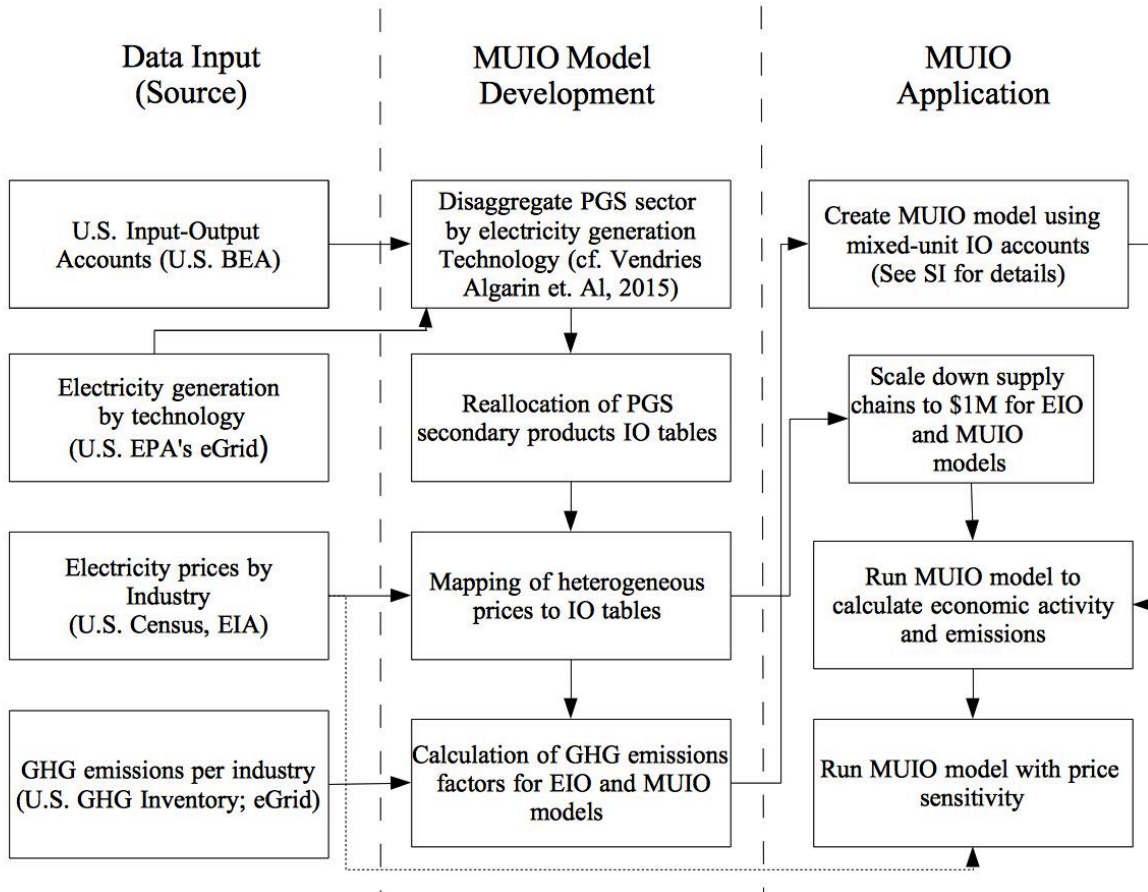 Data Input
(Source)
MUIO Model
Development
MUIO
Application
U.S. Input-Output
Accounts (U.S. BEA)
Disaggregate PGS sector
by electricity generation
Technology (cf. Vendries
Algarin et. Al, 2015)
Create MUIO model using
mixed-unit IO accounts
(See SI for details)
Electricity generation
by technology
(U.S. EPA's eGrid)
Reallocation of PGS
secondary products IO tables
Scale down supply
chains to $1M for EIO
and MUIO
models
Electricity prices by
Industry
(U.S. Census, EIA)
Mapping of heterogeneous
prices to IO tables
Run MUIO model to
calculate economic activity
and emissions
GHG emissions per industry
(U.S. GHG Inventory; eGrid)
Calculation of GHG emissions
factors for EIO and MUIO
models
Run MUIO model with price
sensitivity